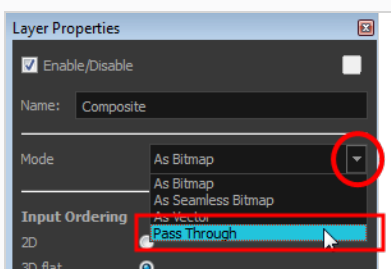 Layer Properties
Enable/Disable
Name: Composite
Mode As Bitmap
As Bitmap
As Seamless Bitmap
As Vector
Input Ordering
Pass Through
2D
3D flat